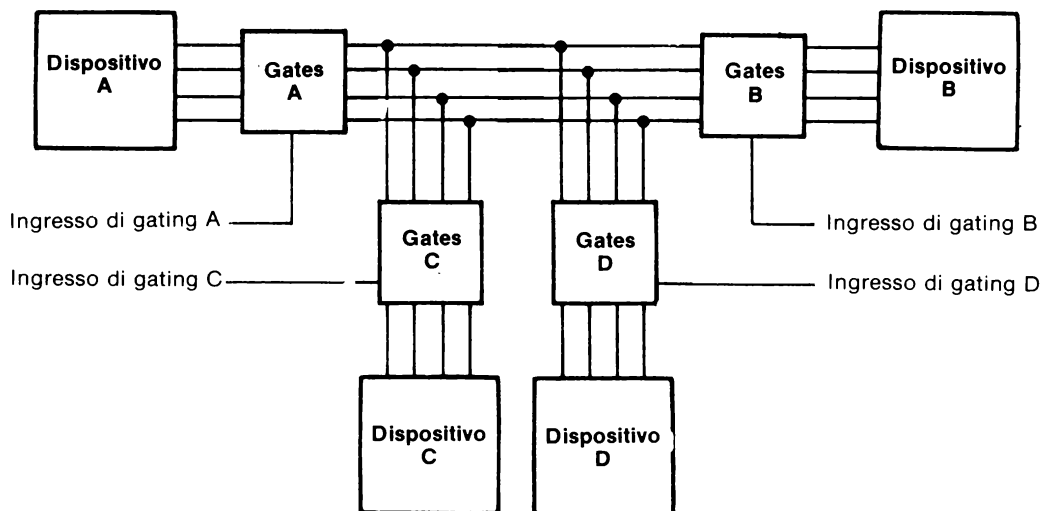 Dispositivo
A
Gates
A
Gates
B
Dispositivo
B
Ingresso di gating A
Ingresso di gating B
Gates
C
Gates
D
Ingresso di gating C
Ingresso di gating D
Dispositivo
C
Dispositivo
D